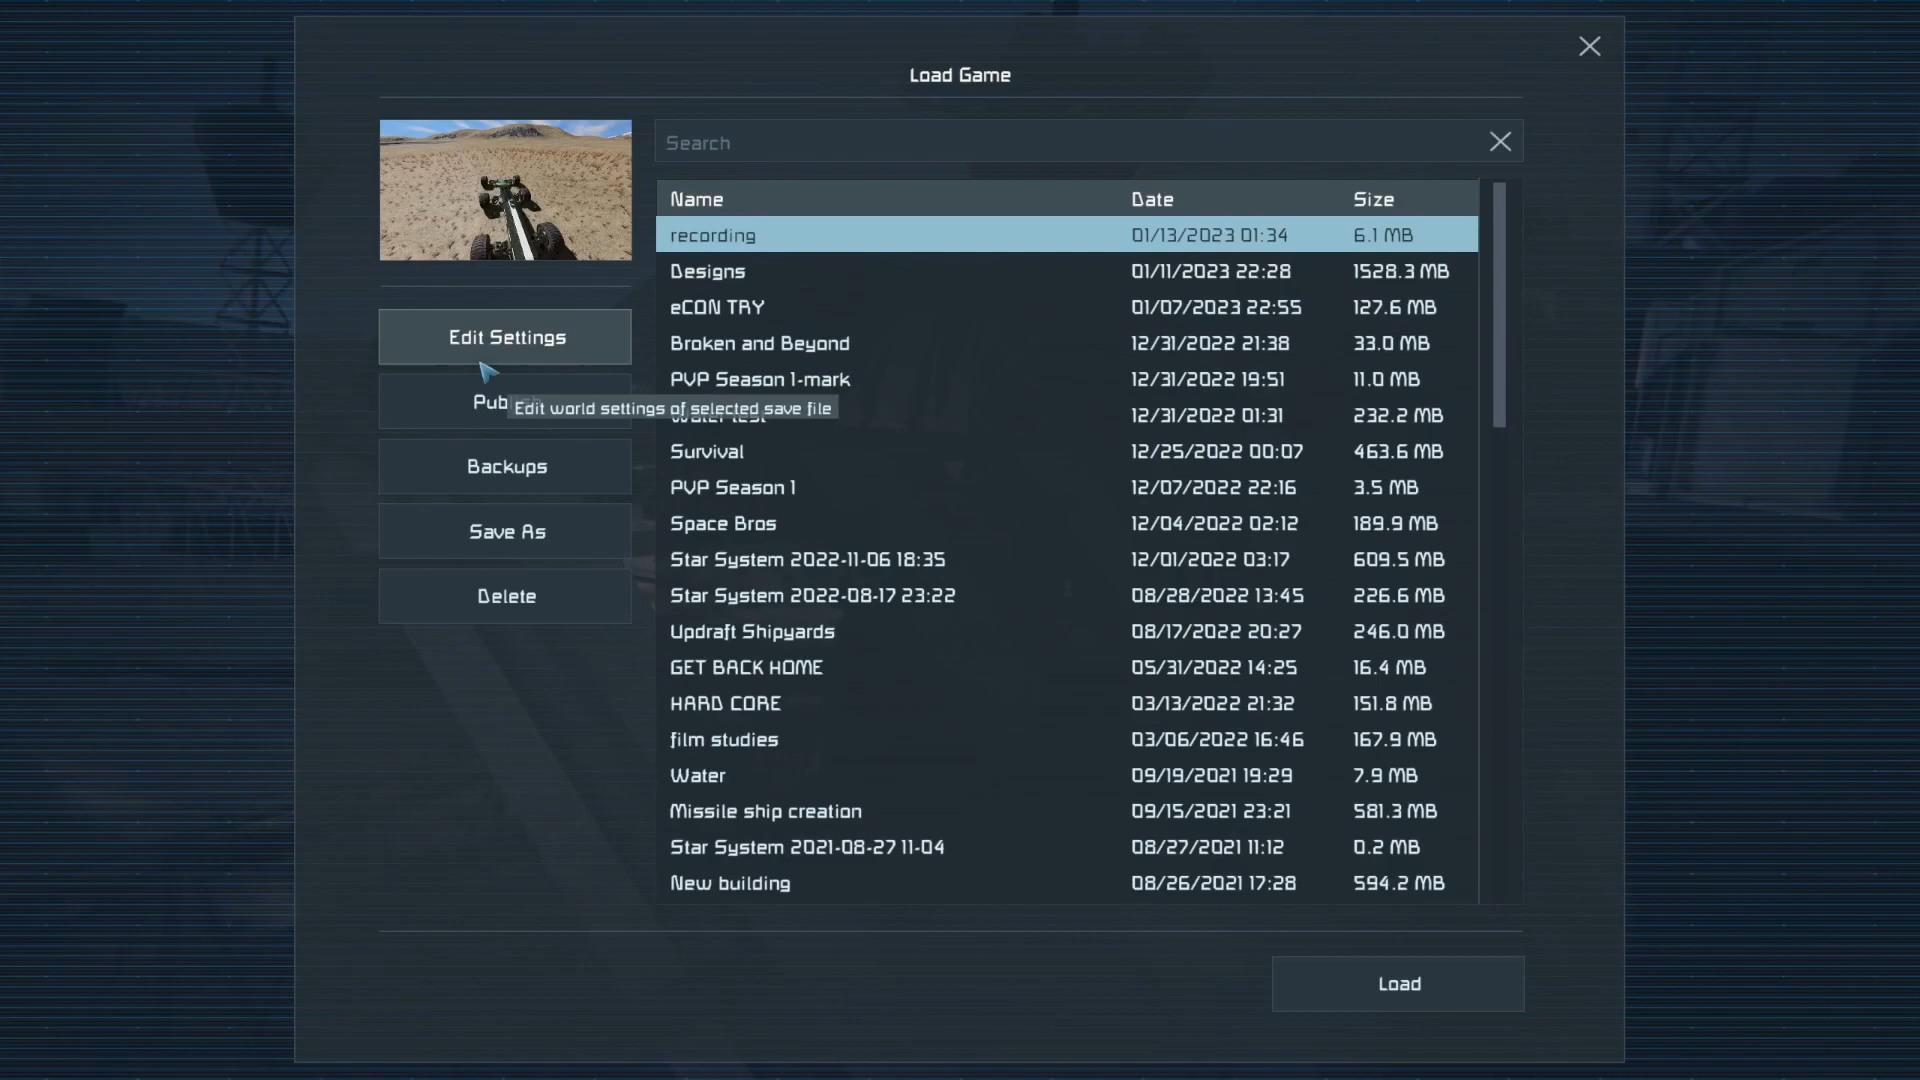 Load Game
Search
Name Date Size
recording 01/13/2023 01:34 6.1 MB
Designs 01/11/2023 22:28 1528.3 MB
eCON TRY 01/07/2023 22:55 127.6 MB
Broken and Beyond 12/31/2022 21:38 33.0 MB
PVP Season 1-mark 12/31/2022 19:51 11.0 MB
12/31/2022 01:31 232.2 MB
Survival 12/25/2022 00:07 463.6 MB
PVP Season 1 12/07/2022 22:16 3.5 MB
Space Bros 12/04/2022 02:12 189.9 MB
Star System 2022-11-06 18:35 12/01/2022 03:17 609.5 MB
Star System 2022-08-17 23:22 08/28/2022 13:45 226.6 MB
Updraft Shipyards 08/17/2022 20:27 246.0 MB
GET BACK HOME 05/31/2022 14:25 16.4 MB
HARD CORE 03/13/2022 21:32 151.8 MB
film studies 03/06/2022 16:46 167.9 MB
Water 09/19/2021 19:29 7.9 MB
Missile ship creation 09/15/2021 23:21 581.3 MB
Star System 2021-08-27 11-04 08/27/2021 11:12 0.2 MB
New building 08/26/2021 17:28 594.2 MB
Edit Settings
Edit world settings of selected save file
Backups
Save As
Delete
Load